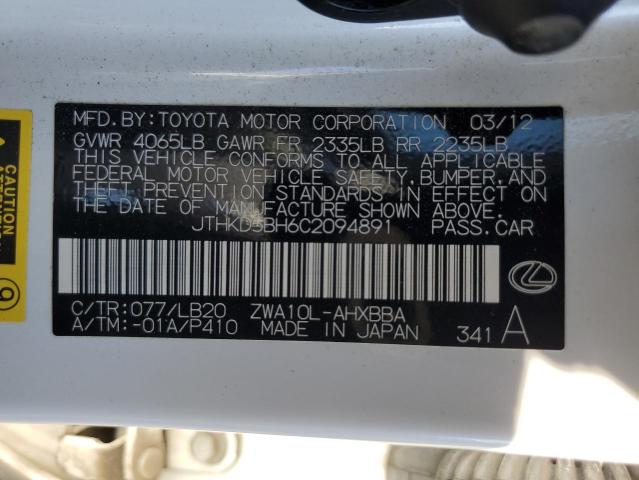 MFD. BY: TOYOTA MOTOR CORPORATION 03/12
GVWR 4065LB GAWR FR 2335LB RR 2235LB
THIS VEHICLE CONFORMS TO ALL APPLICABLE
FEDERAL MOTOR VEHICLE SAFETY, BUMPER, AND
THEFT PREVENTION STANDARDS IN EFFECT ON
THE DATE OF MANUFACTURE SHOWN ABOVE.
JTHKD5BH6C2094891 PASS. CAR
C/TR: 077/LB20 ZWA10L-AHXBBA
A/TM: -01A/P410 MADE IN JAPAN 341 A
CAUTION